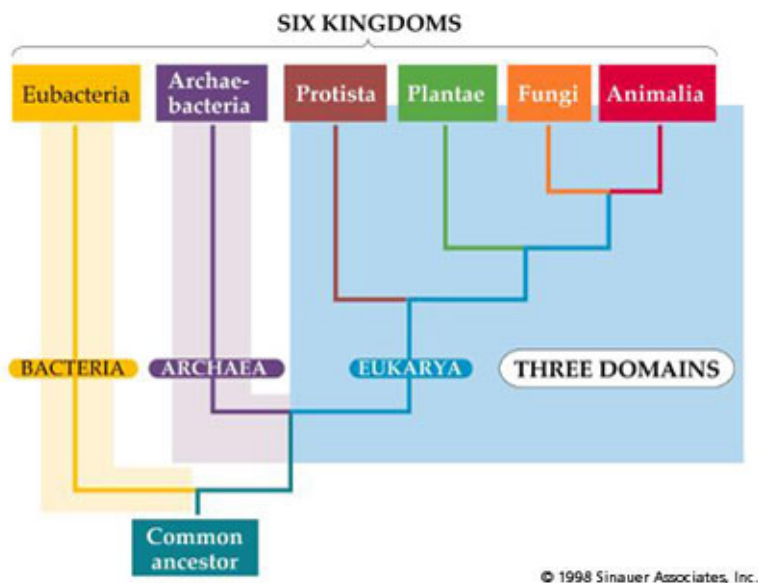 SIX KINGDOMS
Eubacteria
Archae-
bacteria
Protista
Plantae
Fungi
Animalia
BACTERIA
ARCHAEA
EUKARYA
THREE DOMAINS
Common
ancestor
© 1998 Sinauer Associates, Inc.